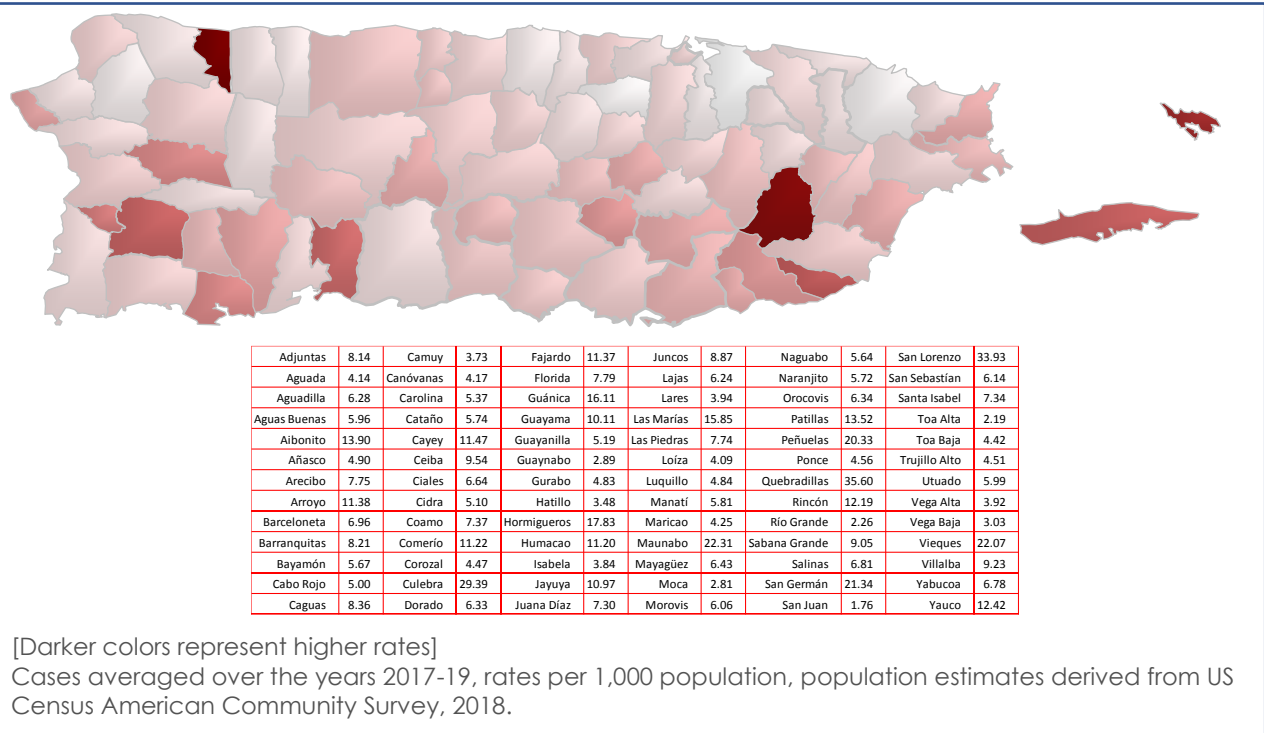 Adjuntas 8.14 Camuy 3.73 Fajardo 11.37 Juncos 8.87 Naguabo 5.64 San Lorenzo 33.93
Aguada 4.14 Canóvanas 4.17 Florida 7.79 Lajas 6.24 Naranjito 5.72 San Sebastían 6.14
Aguadilla 6.28 Carolina 5.37 Guánica 16.11 Lares 3.94 Orocovis 6.34 Santa Isabel 7.34
Aguas Buenas 5.96 Cataño 5.74 Guayama 10.11 Las Marías 15.85 Patillas 13.52 Toa Alta 2.19
Aibonito 13.90 Cayey 11.47 Guayanilla 5.19 Las Piedras 7.74 Peñuelas 20.33 Toa Baja 4.42
Añasco 4.90 Ceiba 9.54 Guaynabo 2.89 Loíza 4.09 Ponce 4.56 Trujillo Alto 4.51
Arecibo 7.75 Ciales 6.64 Gurabo 4.83 Luquillo 4.84 Quebradillas 35.60 Utuado 5.99
Arroyo 11.38 Cidra 5.10 Hatillo 3.48 Manatí 5.81 Rincón 12.19 Vega Alta 3.92
Barceloneta 6.96 Coamo 7.37 Hormigueros 17.83 Maricao 4.25 Río Grande 2.26 Vega Baja 3.03
Barranquitas 8.21 Comerío 11.22 Humacao 11.20 Maunabo 22.31 Sabana Grande 9.05 Vieques 22.07
Bayamón 5.67 Corozal 4.47 Isabela 3.84 Mayagüez 6.43 Salinas 6.81 Villalba 9.23
Cabo Rojo 5.00 Culebra 29.39 Jayuya 10.97 Moca 2.81 San Germán 21.34 Yabucoa 6.78
Caguas 8.36 Dorado 6.33 Juana Díaz 7.30 Morovis 6.06 San Juan 1.76 Yauco 12.42
[Darker colors represent higher rates]
Cases averaged over the years 2017-19, rates per 1,000 population, population estimates derived from US
Census American Community Survey, 2018.